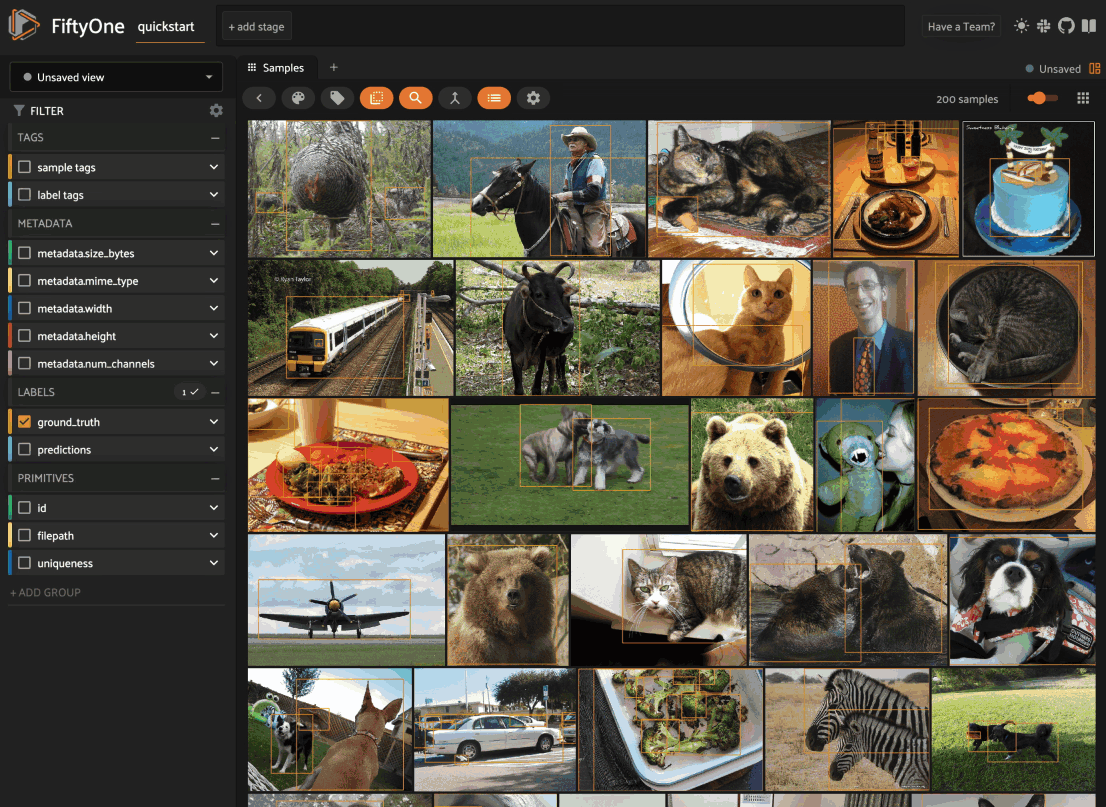 FiftyOne
quickstart
+ add stage
Have a Team?
Unsaved view
Samples
+
Unsaved
FILTER
200 samples
TAGS
sample tags
label tags
METADATA
metadata.size_bytes
metadata.mime_type
metadata.width
metadata.height
metadata.num_channels
LABELS
1
ground_truth
predictions
PRIMITIVES
id
filepath
uniqueness
+ ADD GROUP
© Ryan Taylor